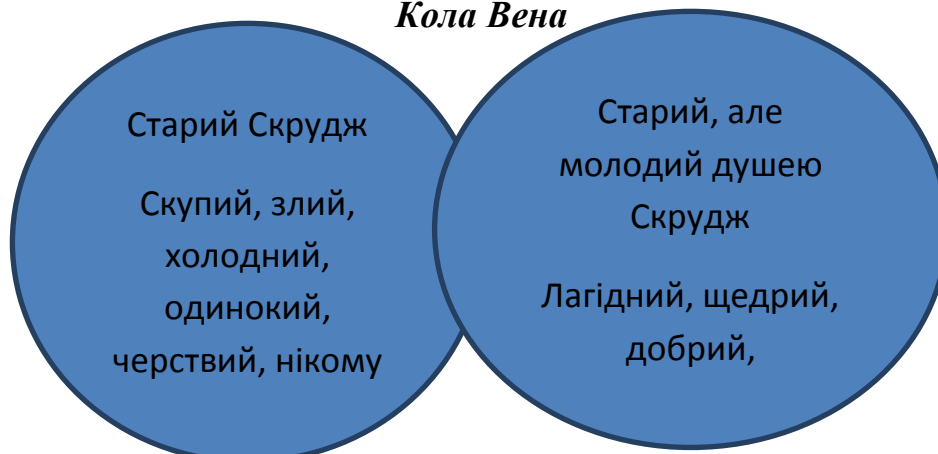 Кола Вена
Старий Скрудж
Скупий, злий,
холодний,
одинокий,
черствий, нікому
Старий, але
молодий душею
Скрудж
Лагідний, щедрий,
добрий,